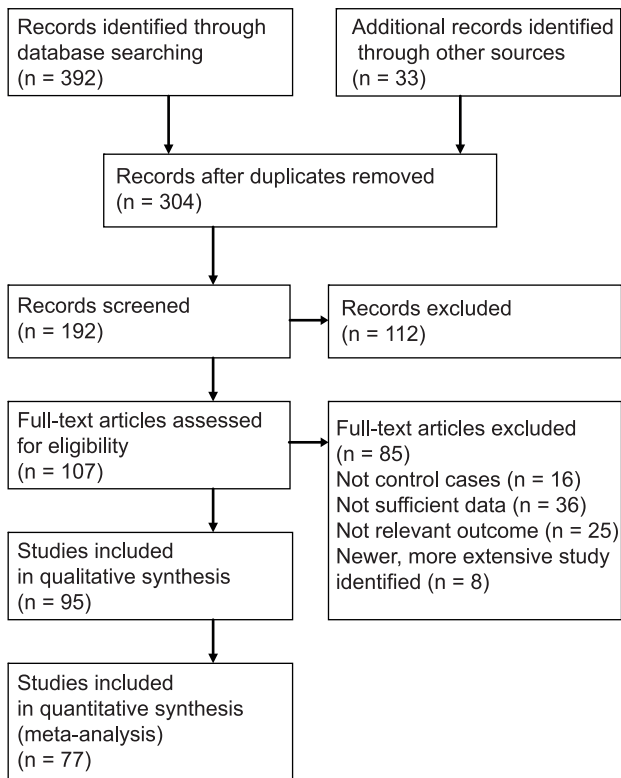 Records identified through
database searching
(n = 392)
Additional records identified
through other sources
(n = 33)
Records after duplicates removed
(n = 304)
Records screened
(n = 192)
Records excluded
(n = 112)
Full-text articles assessed
for eligibility
(n = 107)
Full-text articles excluded
(n = 85)
Not control cases (n = 16)
Not sufficient data (n = 36)
Not relevant outcome (n = 25)
Newer, more extensive study
identified (n = 8)
Studies included
in qualitative synthesis
(n = 95)
Studies included
in quantitative synthesis
(meta-analysis)
(n = 77)